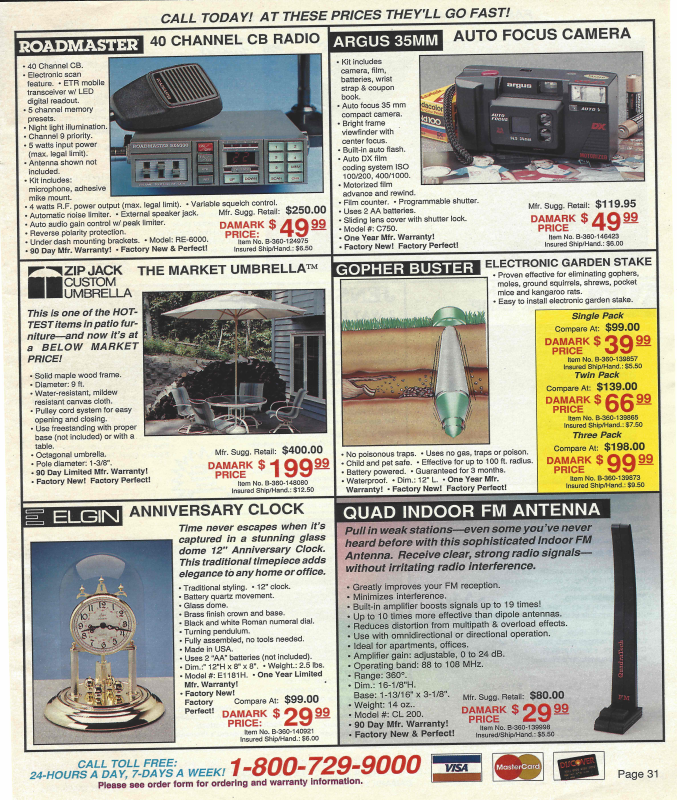 CALL TODAY! AT THESE PRICES THEY'LL GO FAST!
ROADMASTER 40 CHANNEL CB RADIO
• 40 Channel CB.
• Electronic scan
feature. • ETR mobile
transceiver w/ LED
digital readout.
• 5 channel memory
presets.
• Night light illumination.
• Channel 9 priority.
• 5 watts input power
(max. legal limit).
• Antenna shown not
included.
• Kit includes:
microphone, adhesive
mike mount.
• 4 watts R.F. power output (max. legal limit). • Variable squelch control.
• Automatic noise limiter. • External speaker jack.
• Auto audio gain control w/ peak limiter.
• Reverse polarity protection.
• Under dash mounting brackets. • Model: RE-6000.
• 90 Day Mfr. Warranty! • Factory New & Perfect!
Mfr. Sugg. Retail: $250.00
DAMARK PRICE: $49.99
Item No. B-360-124975
Insured Ship/Hand.: $6.50
ARGUS 35MM AUTO FOCUS CAMERA
• Kit includes
camera, film,
batteries, wrist
strap & coupon
book.
• Auto focus 35 mm
compact camera.
• Bright frame
viewfinder with
center focus.
• Built-in auto flash.
• Auto DX film
coding system ISO
100/200, 400/1000.
• Motorized film
advance and rewind.
• Film counter. • Programmable shutter.
• Uses 2 AA batteries.
• Sliding lens cover with shutter lock.
• Model #: C750.
• One Year Mfr. Warranty!
• Factory New! Factory Perfect!
argus
AUTO FOCUS
DX
Mfr. Sugg. Retail: $119.95
DAMARK PRICE $49.99
Item No. B-360-146423
Insured Ship/Hand.: $6.00
ZIP JACK
CUSTOM
UMBRELLA
THE MARKET UMBRELLA™
This is one of the HOT-
TEST items in patio fur-
niture—and now it's at
a BELOW MARKET
PRICE!
• Solid maple wood frame.
• Diameter: 9 ft.
• Water-resistant, mildew
resistant canvas cloth.
• Pulley cord system for easy
opening and closing.
• Use freestanding with proper
base (not included) or with a
table.
• Octagonal umbrella.
• Pole diameter: 1-3/8".
• 90 Day Limited Mfr. Warranty!
• Factory New! Factory Perfect!
Mfr. Sugg. Retail: $400.00
DAMARK PRICE $199.99
Item No. B-360-148080
Insured Ship/Hand.: $12.50
GOPHER BUSTER ELECTRONIC GARDEN STAKE
• Proven effective for eliminating gophers,
moles, ground squirrels, shrews, pocket
mice and kangaroo rats.
• Easy to install electronic garden stake.
Single Pack
Compare At: $99.00
DAMARK PRICE $39.99
Item No. B-360-139857
Insured Ship/Hand.: $5.50
Twin Pack
Compare At: $139.00
DAMARK PRICE $66.99
Item No. B-360-139865
Insured Ship/Hand.: $7.50
Three Pack
Compare At: $198.00
DAMARK PRICE $99.99
Item No. B-360-139873
Insured Ship/Hand.: $9.50
• No poisonous traps. • Uses no gas, traps or poison.
• Child and pet safe. • Effective for up to 100 ft. radius.
• Battery powered. • Guaranteed for 3 months.
• Waterproof. • Dim.: 12" L. • One Year Mfr.
Warranty! • Factory New! Factory Perfect!
ELGIN ANNIVERSARY CLOCK
Time never escapes when it's
captured in a stunning glass
dome 12" Anniversary Clock.
This traditional timepiece adds
elegance to any home or office.
• Traditional styling. • 12" clock.
• Battery quartz movement.
• Glass dome.
• Brass finish crown and base.
• Black and white Roman numeral dial.
• Turning pendulum.
• Fully assembled, no tools needed.
• Made in USA.
• Uses 2 "AA" batteries (not included).
• Dim.:" 12"H x 8" x 8". • Weight.: 2.5 lbs.
• Model #: E1181H. • One Year Limited
Mfr. Warranty!
• Factory New!
Factory
Perfect!
Compare At: $99.00
DAMARK PRICE: $29.99
Item No. B-360-140921
Insured Ship/Hand.: $6.00
QUAD INDOOR FM ANTENNA
Pull in weak stations—even some you've never
heard before with this sophisticated Indoor FM
Antenna. Receive clear, strong radio signals—
without irritating radio interference.
• Greatly improves your FM reception.
• Minimizes interference.
• Built-in amplifier boosts signals up to 19 times!
• Up to 10 times more effective than dipole antennas.
• Reduces distortion from multipath & overload effects.
• Use with omnidirectional or directional operation.
• Ideal for apartments, offices.
• Amplifier gain: adjustable, 0 to 24 dB.
• Operating band: 88 to 108 MHz.
• Range: 360°.
• Dim.: 16-1/8"H.
Base: 1-13/16" x 3-1/8".
• Weight: 14 oz..
• Model #: CL 200.
• 90 Day Mfr. Warranty!
• Factory New & Perfect!
Mfr. Sugg. Retail: $80.00
DAMARK PRICE $29.99
Item No. B-360-139998
Insured/Ship/Hand.: $5.50
FM
CALL TOLL FREE:
24-HOURS A DAY, 7-DAYS A WEEK! 1-800-729-9000
Please see order form for ordering and warranty information.
VISA
MasterCard
DISCOVER
Page 31